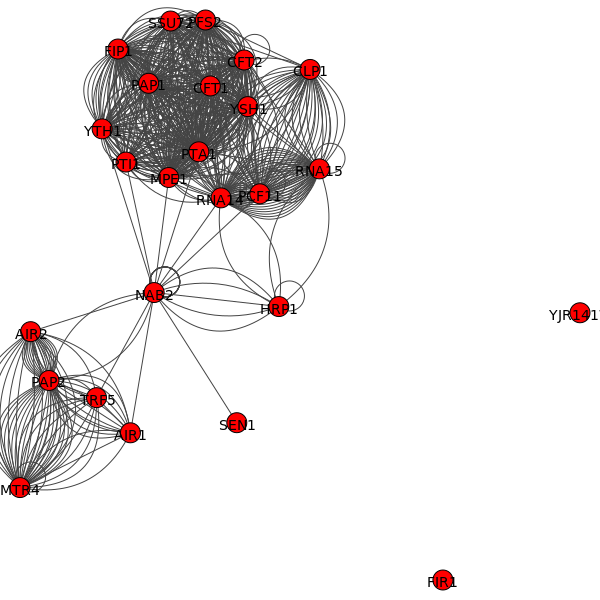 SSU72
PFS2
FIP1
CFT2
CLP1
PAP1
CFT1
YSH1
YTH1
PTA1
PTI1
MPE1
RNA15
RNA14
PCF11
NAB2
HRP1
YJR141
AIR2
PAP2
TRF5
SEN1
AIR1
MTR4